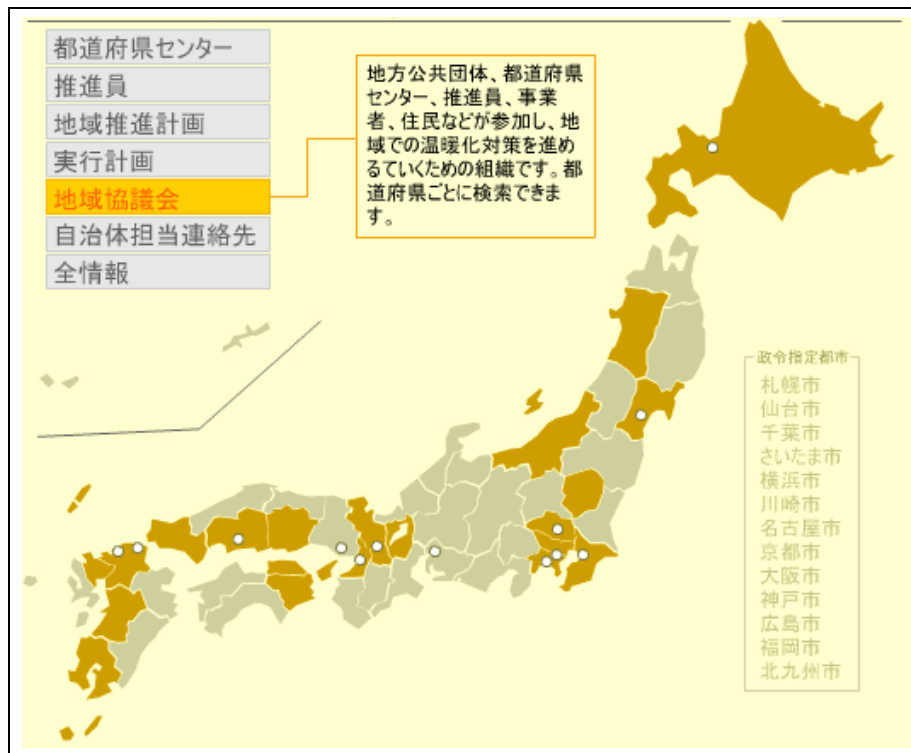 都道府県センター
推進員
地域推進計画
実行計画
地域協議会
自治体担当連絡先
全情報
地方公共団体、都道府県
センター、推進員、事業
者、住民などが参加し、地
域での温暖化対策を進め
るていくための組織です。都
道府県ごとに検索できま
す。
政令指定都市
札幌市
仙台市
千葉市
さいたま市
横浜市
川崎市
名古屋市
京都市
大阪市
神戸市
広島市
福岡市
北九州市